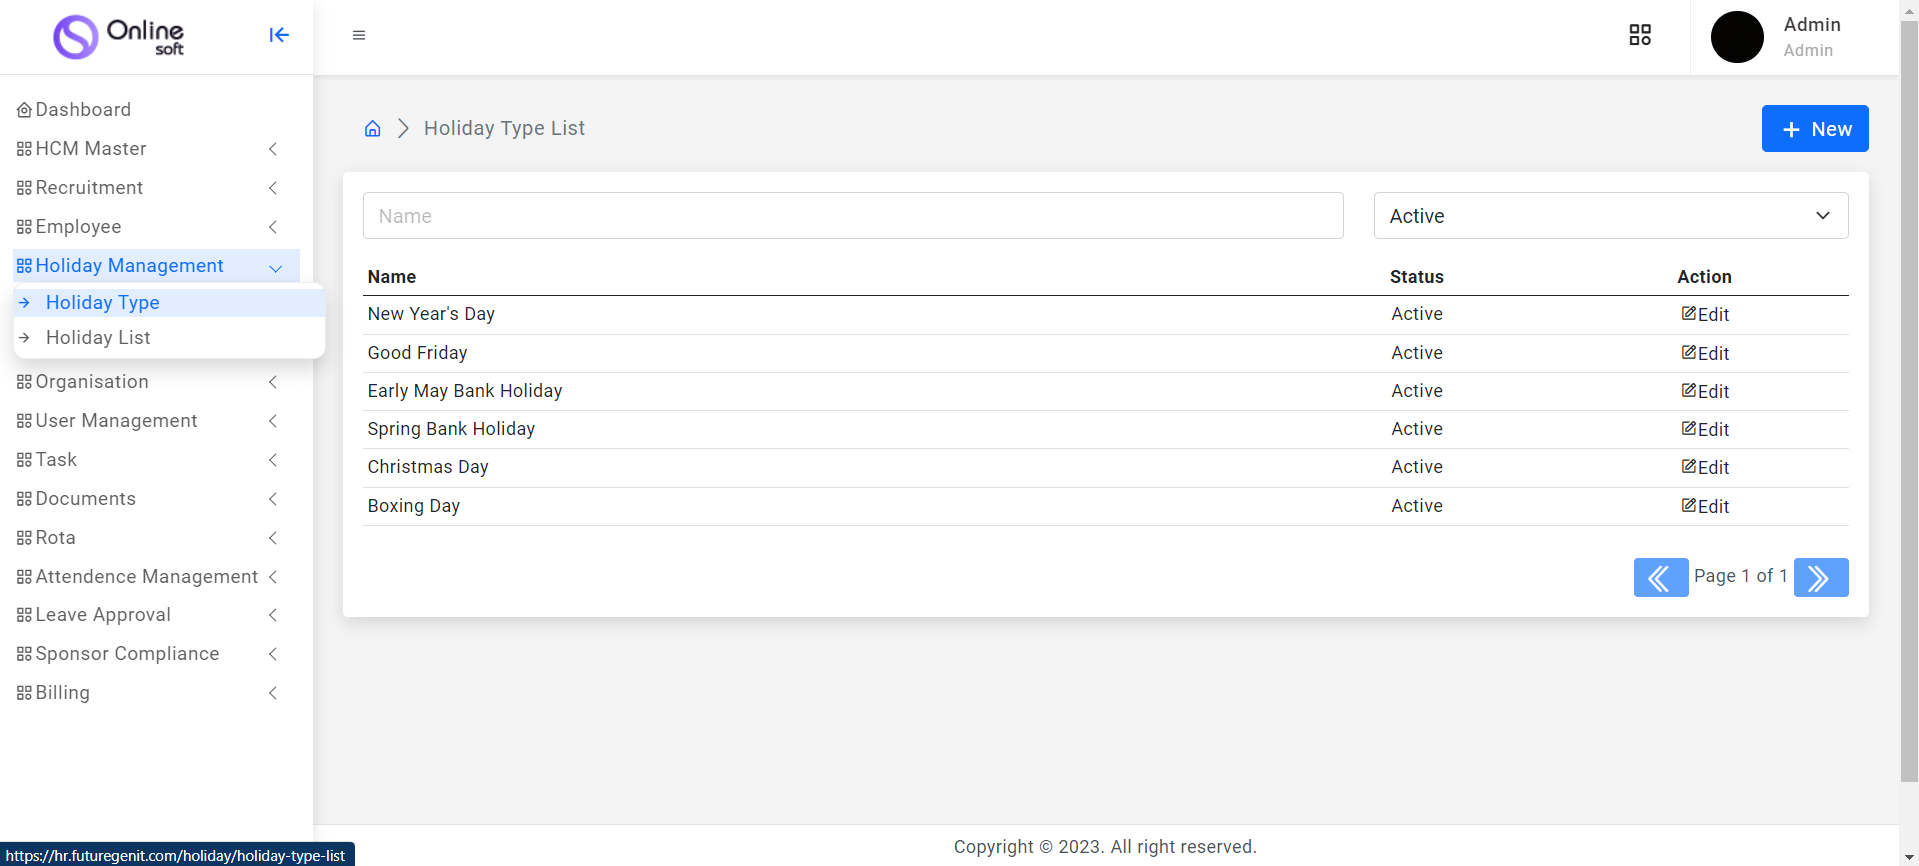 Online
soft
Admin
Admin
Dashboard
HCM Master
Recruitment
Employee
Holiday Management
Holiday Type
Holiday List
Organisation
User Management
Task
Documents
Rota
Attendence Management
Leave Approval
Sponsor Compliance
Billing
Holiday Type List
New
Name
Active
Name Status Action
New Year's Day Active Edit
Good Friday Active Edit
Early May Bank Holiday Active Edit
Spring Bank Holiday Active Edit
Christmas Day Active Edit
Boxing Day Active Edit
Page 1 of 1
Copyright © 2023. All right reserved.
https://hr.futuregenit.com/holiday/holiday-type-list